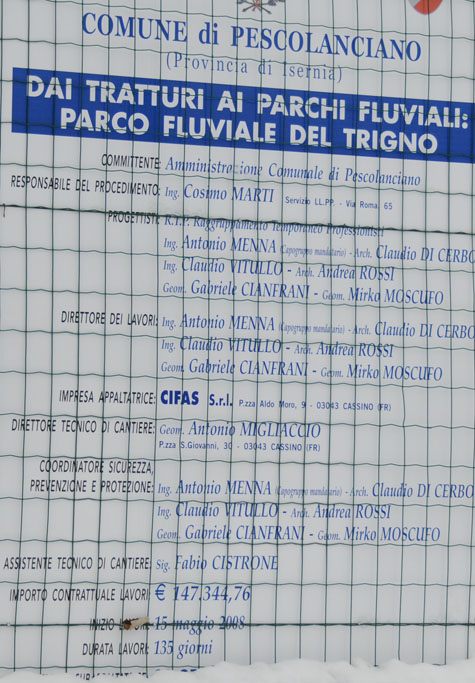 COMUNE di PESCOLANCIANO
(Provincia di Isernia)
DAI TRATTURI AI PARCHI FLUVIALI:
PARCO FLUVIALE DEL TRIGNO
COMMITTENTE: Amministrazione Comunale di Pescolanciano
RESPONSABILE DEL PROCEDIMENTO: Ing. Cosimo MARTI Servizio LL.PP. - Via Roma, 65
PROGETTISTI: R.T.P. Raggruppamento Temporaneo Professionisti
Ing. Antonio MENNA (Capogruppo mandatario) - Arch. Claudio DI CERBO
Ing. Claudio VITULLO - Arch. Andrea ROSSI
Geom. Gabriele CIANFRANI - Geom. Mirko MOSCUFO
DIRETTORE DEI LAVORI: Ing. Antonio MENNA (Capogruppo mandatario) - Arch. Claudio DI CERBO
Ing. Claudio VITULLO - Arch. Andrea ROSSI
Geom. Gabriele CIANFRANI - Geom. Mirko MOSCUFO
IMPRESA APPALTATRICE: CIFAS S.r.l. P.zza Aldo Moro, 9 - 03043 CASSINO (FR)
DIRETTORE TECNICO DI CANTIERE: Geom. Antonio MIGLIACCIO
P.zza S.Giovanni, 30 - 03043 CASSINO (FR)
COORDINATORE SICUREZZA,
PREVENZIONE E PROTEZIONE: Ing. Antonio MENNA (Capogruppo mandatario) - Arch. Claudio DI CERBO
Ing. Claudio VITULLO - Arch. Andrea ROSSI
Geom. Gabriele CIANFRANI - Geom. Mirko MOSCUFO
ASSISTENTE TECNICO DI CANTIERE: Sig. Fabio CISTRONE
IMPORTO CONTRATTUALE LAVORI: € 147.344,76
INIZIO LAVORI: 15 maggio 2008
DURATA LAVORI: 135 giorni